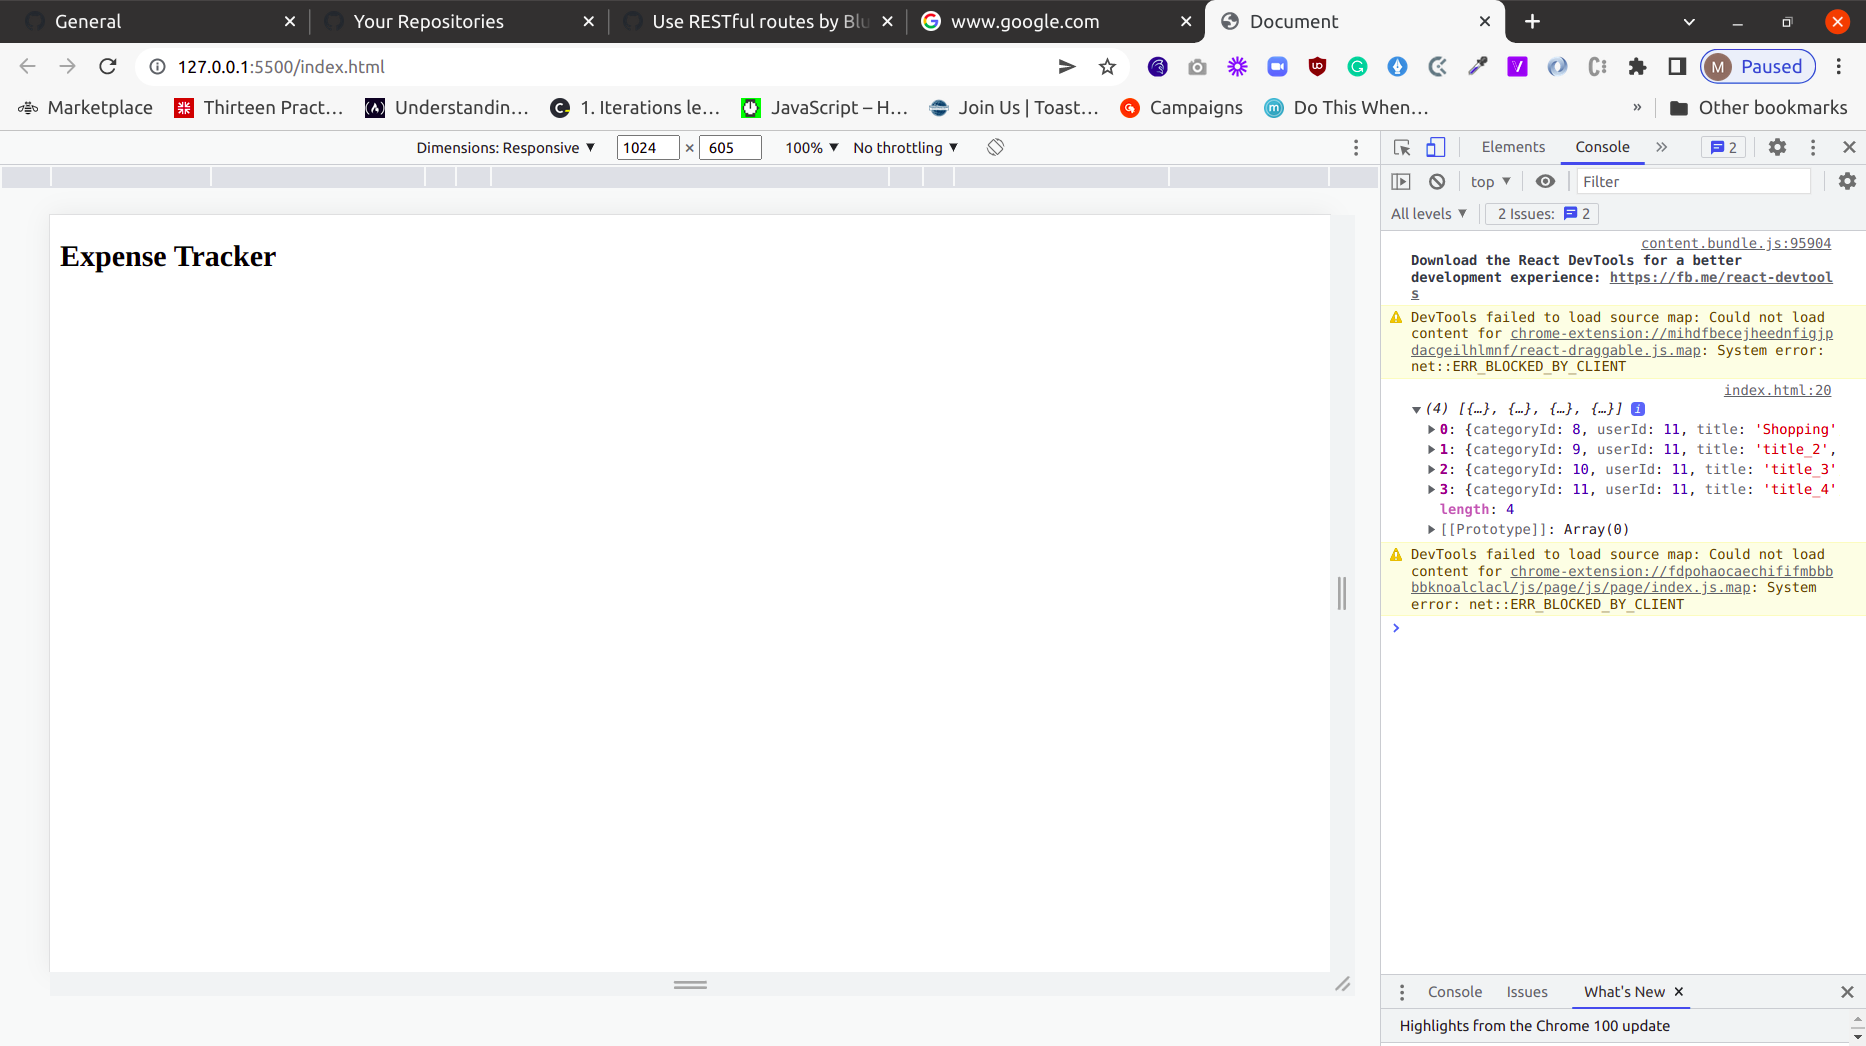 General
Your Repositories
Use RESTful routes by Blu
www.google.com
Document
127.0.0.1:5500/index.html
Paused
Marketplace
Thirteen Pract...
Understandin...
1. Iterations le...
JavaScript – H...
Join Us | Toast...
Campaigns
Do This When...
»
Other bookmarks
Dimensions: Responsive ▼ 1024 × 605 100% ▼ No throttling ▼
Elements Console » 2
top ▼ Filter
All levels ▼ 2 Issues: 2
Expense Tracker
content.bundle.js:95904
Download the React DevTools for a better
development experience: https://fb.me/react-devtool
s
DevTools failed to load source map: Could not load
content for chrome-extension://mihdfbecejheednfigjp
dacgeilhlmnf/react-draggable.js.map: System error:
net::ERR_BLOCKED_BY_CLIENT
index.html:20
▼ (4) [{…}, {…}, {…}, {…}] i
▶ 0: {categoryId: 8, userId: 11, title: 'Shopping'
▶ 1: {categoryId: 9, userId: 11, title: 'title_2',
▶ 2: {categoryId: 10, userId: 11, title: 'title_3'
▶ 3: {categoryId: 11, userId: 11, title: 'title_4'
length: 4
▶ [[Prototype]]: Array(0)
DevTools failed to load source map: Could not load
content for chrome-extension://fdpohaocaechififmbbb
bbknoalclacl/js/page/js/page/index.js.map: System
error: net::ERR_BLOCKED_BY_CLIENT
Console Issues What's New
Highlights from the Chrome 100 update